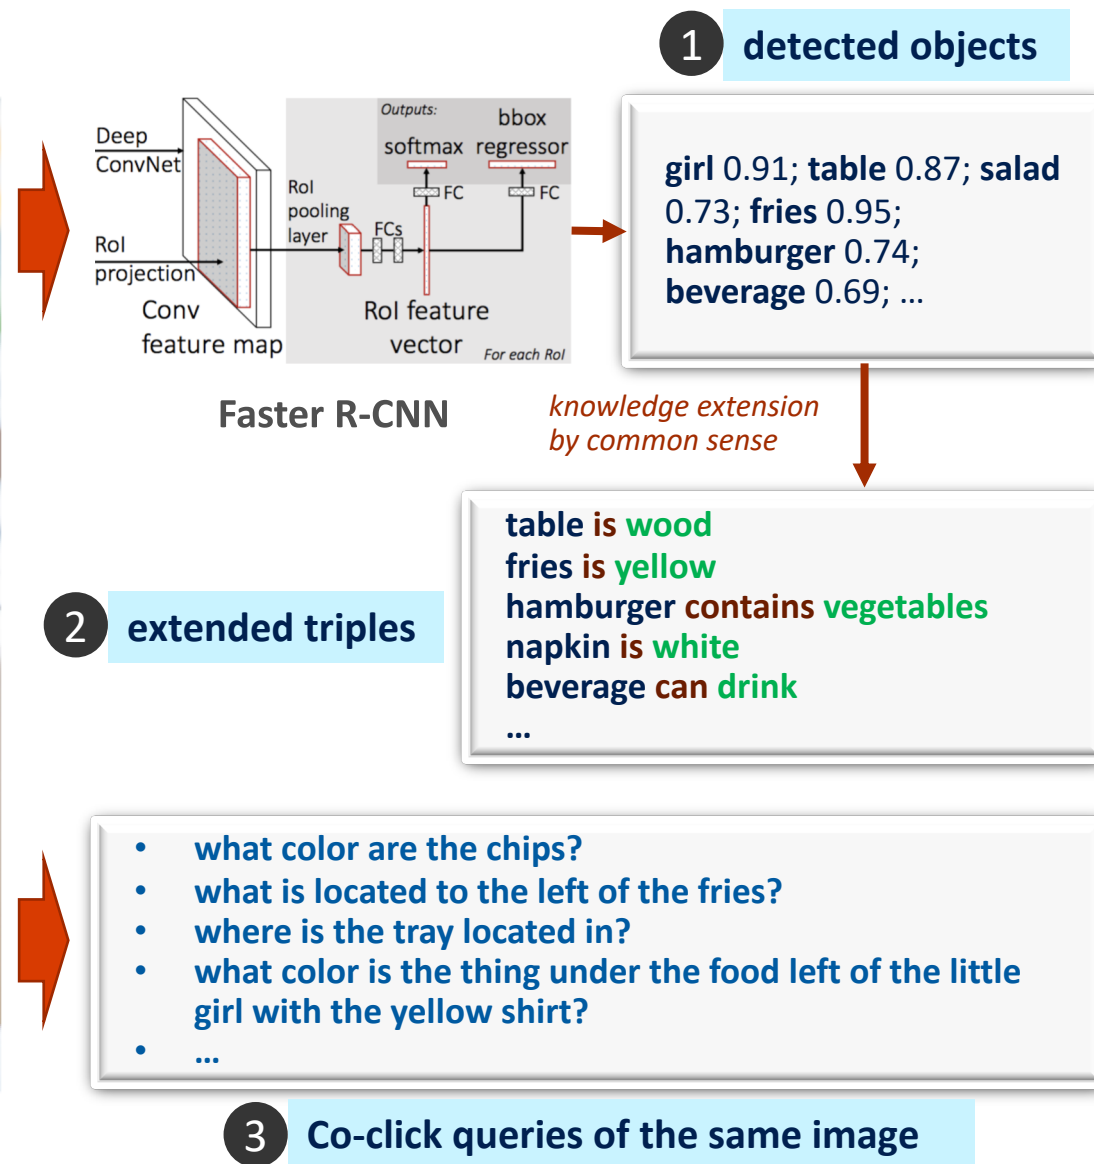 1 detected objects
Deep
ConvNet
RoI
projection
Conv
feature map
RoI
pooling
layer
FCs
RoI feature
vector
For each RoI
Outputs:
softmax
bbox
regressor
FC
FC
Faster R-CNN
girl 0.91; table 0.87; salad
0.73; fries 0.95;
hamburger 0.74;
beverage 0.69; …
knowledge extension
by common sense
2 extended triples
table is wood
fries is yellow
hamburger contains vegetables
napkin is white
beverage can drink
…
• what color are the chips?
• what is located to the left of the fries?
• where is the tray located in?
• what color is the thing under the food left of the little
girl with the yellow shirt?
• …
3 Co-click queries of the same image